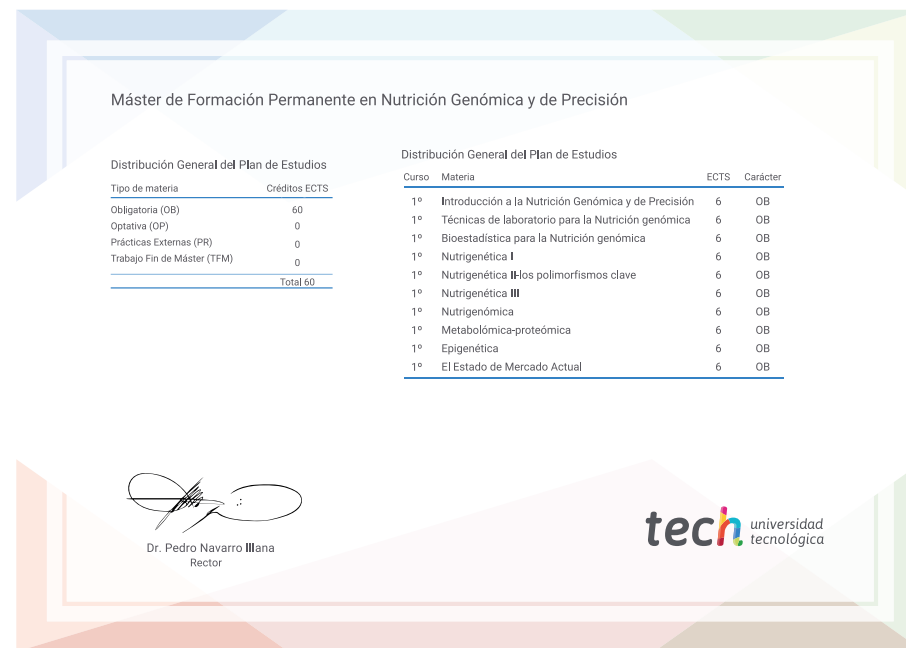 Máster de Formación Permanente en Nutrición Genómica y de Precisión
Distribución General del Plan de Estudios
Tipo de materia Créditos ECTS
Obligatoria (OB) 60
Optativa (OP) 0
Prácticas Externas (PR) 0
Trabajo Fin de Máster (TFM) 0
Total 60
Distribución General del Plan de Estudios
Curso Materia ECTS Carácter
1º Introducción a la Nutrición Genómica y de Precisión 6 OB
1º Técnicas de laboratorio para la Nutrición genómica 6 OB
1º Bioestadística para la Nutrición genómica 6 OB
1º Nutrigenética I 6 OB
1º Nutrigenética II-los polimorfismos clave 6 OB
1º Nutrigenética III 6 OB
1º Nutrigenómica 6 OB
1º Metabolómica-proteómica 6 OB
1º Epigenética 6 OB
1º El Estado de Mercado Actual 6 OB
Dr. Pedro Navarro Illana
Rector
tech universidad
tecnológica